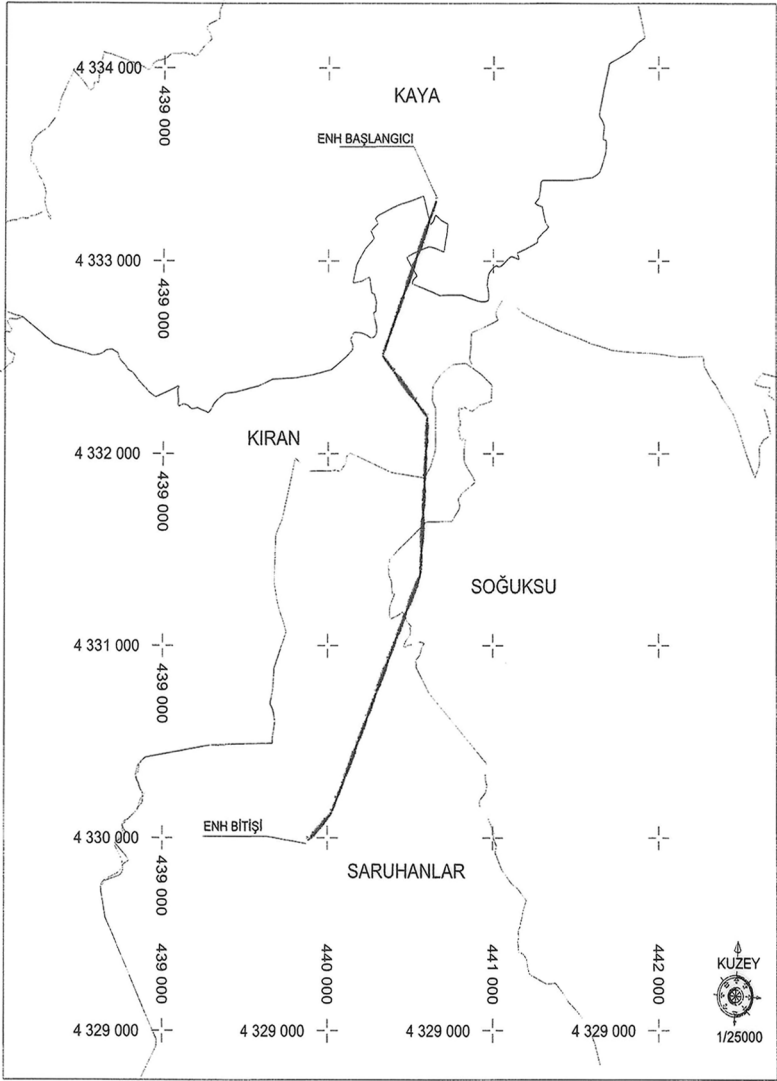 4 334 000
439 000
KAYA
ENH BAŞLANGICI
4 333 000
439 000
KIRAN
4 332 000
439 000
SOĞUKSU
4 331 000
439 000
ENH BİTİŞİ
4 330 000
439 000
SARUHANLAR
439 000
440 000
441 000
442 000
KUZEY
4 329 000
4 329 000
4 329 000
4 329 000
1/25000